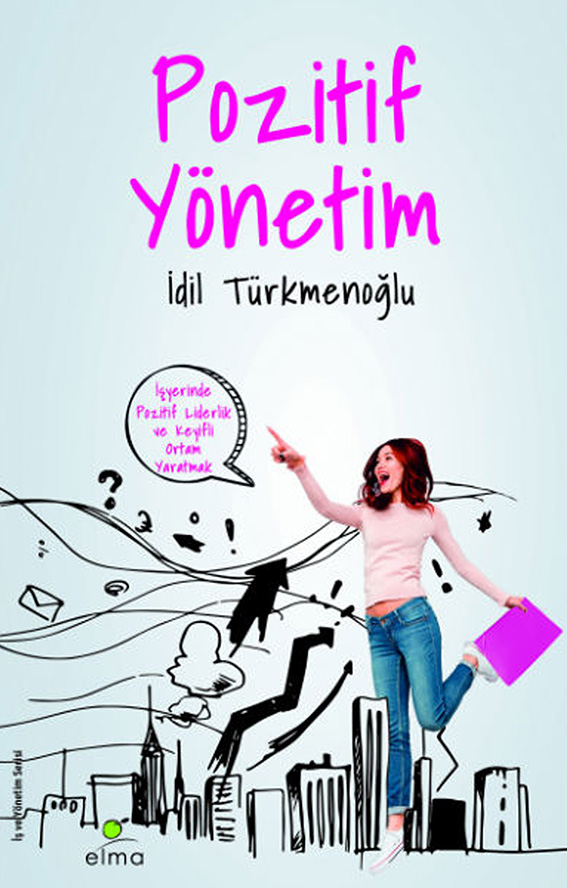 Pozitif
Yönetim
İdil Türkmenoğlu
İşyerinde
Pozitif Liderlik
ve Keyifli
Ortam
Yaratmak
İş ve Yönetim Serisi
elma